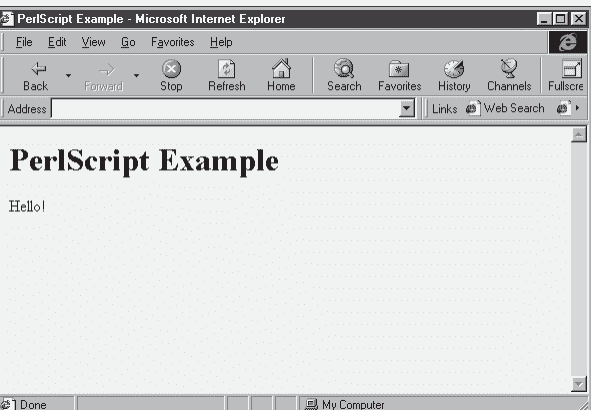 PerlScript Example - Microsoft Internet Explorer
File Edit View Go Favorites Help
Back Forward Stop Refresh Home Search Favorites History Channels Fullscre
Address Links Web Search
PerlScript Example
Hello!
Done My Computer